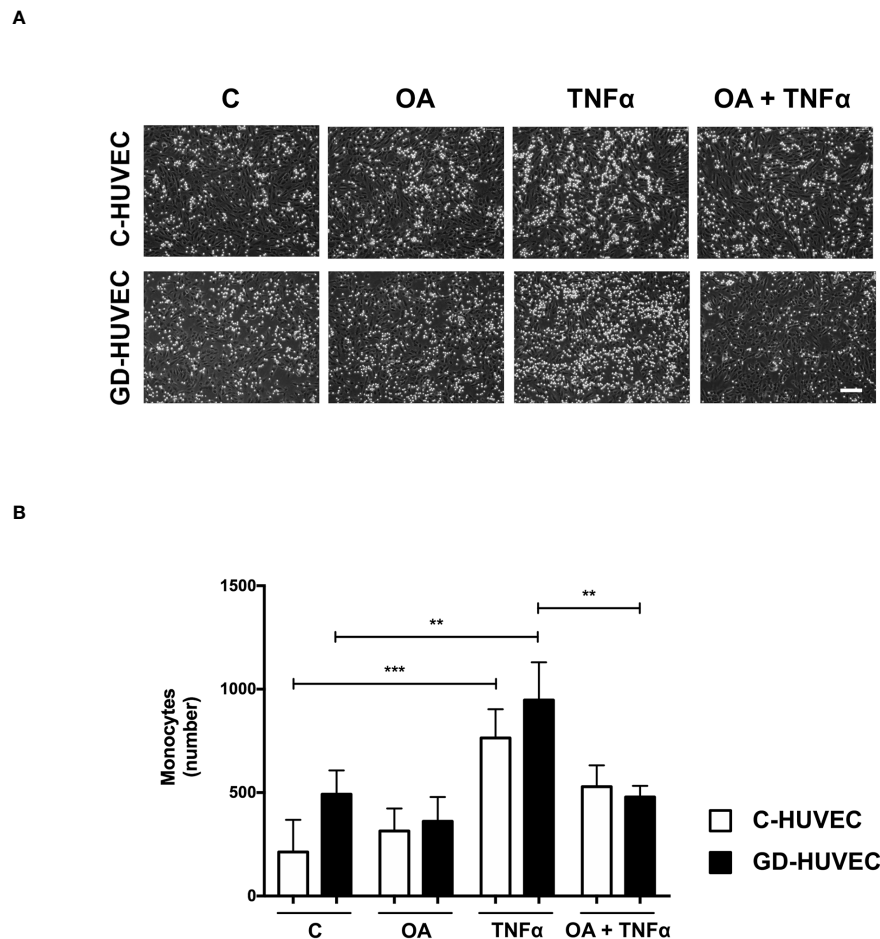 A
C OA TNFα OA + TNFα
C-HUVEC
GD-HUVEC
B
1500
**
**
***
1000
Monocytes
(number)
500
C-HUVEC
GD-HUVEC
0
C OA TNFα OA + TNFα